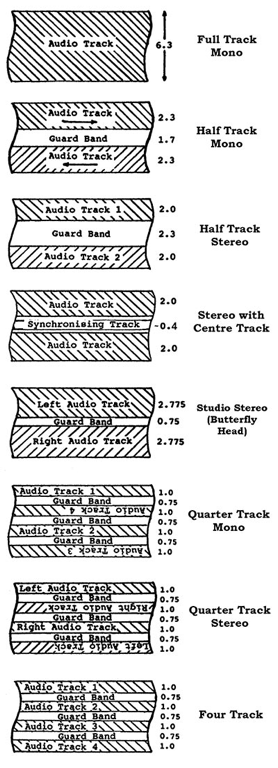 Audio Track
6.3
Full Track
Mono
Audio Track
2.3
Guard Band
1.7
Audio Track
2.3
Half Track
Mono
Audio Track 1
2.0
Guard Band
2.3
Audio Track 2
2.0
Half Track
Stereo
Audio Track
2.0
Synchronising Track
-0.4
Audio Track
2.0
Stereo with
Centre Track
Left Audio Track
2.775
Guard Band
0.75
Right Audio Track
2.775
Studio Stereo
(Butterfly
Head)
Audio Track 1
1.0
Guard Band
0.75
Audio Track 4
1.0
Guard Band
0.75
Audio Track 2
1.0
Guard Band
0.75
Audio Track 3
1.0
Quarter Track
Mono
Left Audio Track
1.0
Guard Band
0.75
Right Audio Track
1.0
Guard Band
0.75
Right Audio Track
1.0
Guard Band
0.75
Left Audio Track
1.0
Quarter Track
Stereo
Audio Track 1
1.0
Guard Band
0.75
Audio Track 2
1.0
Guard Band
0.75
Audio Track 3
1.0
Guard Band
0.75
Audio Track 4
1.0
Four Track